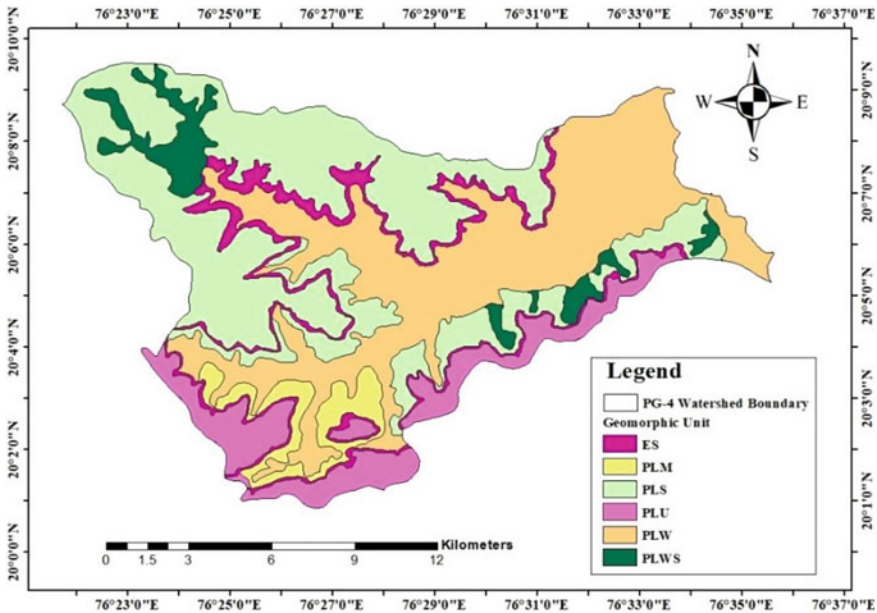 76°23'0"E 76°25'0"E 76°27'0"E 76°29'0"E 76°31'0"E 76°33'0"E 76°35'0"E 76°37'0"E
20°10'0"N
20°8'0"N
20°6'0"N
20°4'0"N
20°2'0"N
20°0'0"N
N
W E
S
20°9'0"N
20°7'0"N
20°5'0"N
20°3'0"N
20°1'0"N
Legend
PG-4 Watershed Boundary
Geomorphic Unit
ES
PLM
PLS
PLU
PLW
PLWS
Kilometers
0 1.5 3 6 9 12
76°23'0"E 76°25'0"E 76°27'0"E 76°29'0"E 76°31'0"E 76°33'0"E 76°35'0"E 76°37'0"E